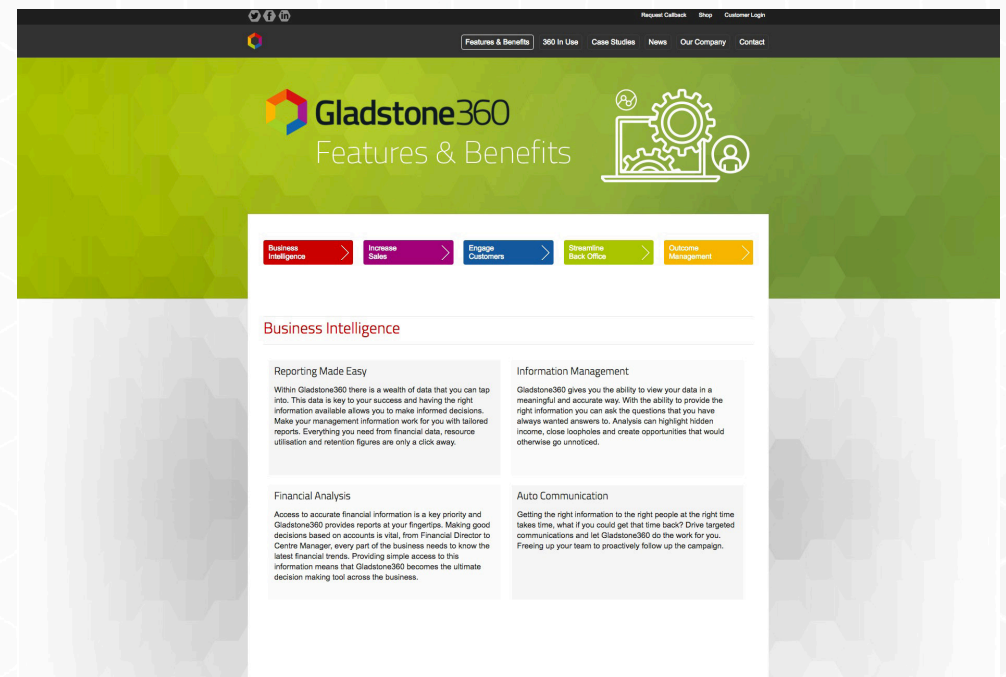 Request Callback Shop Customer Login
Features & Benefits 360 In Use Case Studies News Our Company Contact
Gladstone360
Features & Benefits
Business
Intelligence
Increase
Sales
Engage
Customers
Streamline
Back Office
Outcome
Management
Business Intelligence
Reporting Made Easy
Within Gladstone360 there is a wealth of data that you can tap
into. This data is key to your success and having the right
information available allows you to make informed decisions.
Make your management information work for you with tailored
reports. Everything you need from financial data, resource
utilisation and retention figures are only a click away.
Information Management
Gladstone360 gives you the ability to view your data in a
meaningful and accurate way. With the ability to provide the
right information you can ask the questions that you have
always wanted answers to. Analysis can highlight hidden
income, close loopholes and create opportunities that would
otherwise go unnoticed.
Financial Analysis
Access to accurate financial information is a key priority and
Gladstone360 provides reports at your fingertips. Making good
decisions based on accounts is vital, from Financial Director to
Centre Manager, every part of the business needs to know the
latest financial trends. Providing simple access to this
information means that Gladstone360 becomes the ultimate
decision making tool across the business.
Auto Communication
Getting the right information to the right people at the right time
takes time, what if you could get that time back? Drive targeted
communications and let Gladstone360 do the work for you.
Freeing up your team to proactively follow up the campaign.